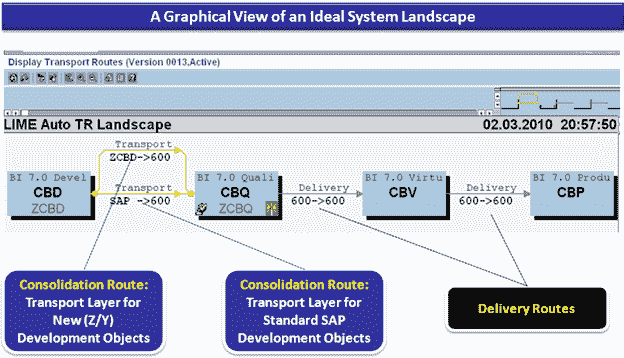 A Graphical View of an Ideal System Landscape
Display Transport Routes (Version 0013,Active)
LIME Auto TR Landscape 02.03.2010 20:57:50
Transport
ZCBD->600
BI 7.0 Devel
CBD
ZCBD
Transport
SAP ->600
BI 7.0 Quali
CBQ
ZCBQ
Delivery
600->600
BI 7.0 Virtu
CBV
Delivery
600->600
BI 7.0 Produ
CBP
Consolidation Route:
Transport Layer for
New (Z/Y)
Development Objects
Consolidation Route:
Transport Layer for
Standard SAP
Development Objects
Delivery Routes